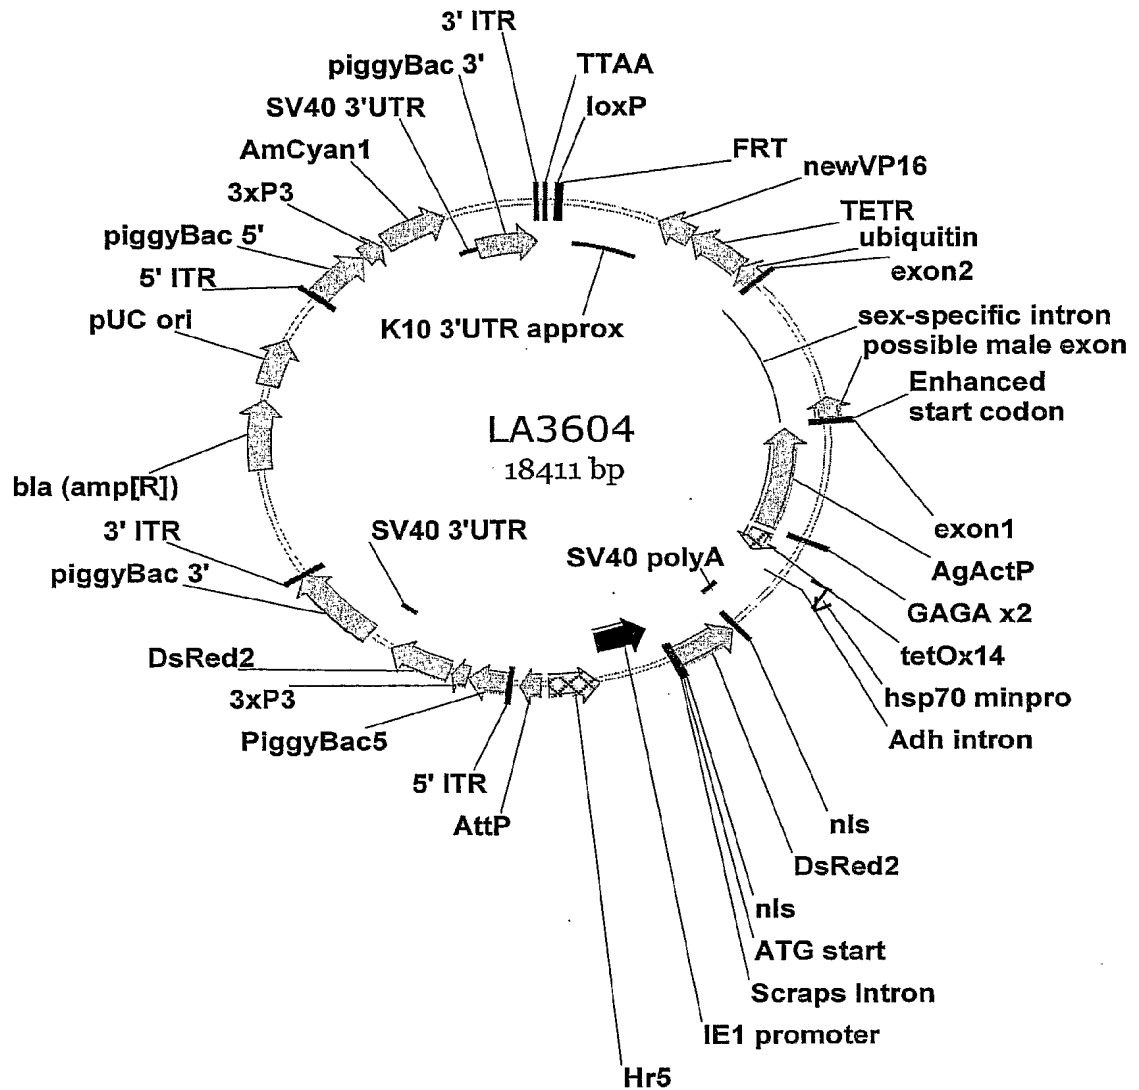 3' ITR
piggyBac 3'
TTAA
SV40 3'UTR
loxP
AmCyan1
FRT
newVP16
3xP3
TETR
piggyBac 5'
ubiquitin
exon2
5' ITR
pUC ori
K10 3'UTR approx
sex-specific intron
possible male exon
Enhanced
start codon
LA3604
18411 bp
bla (amp[R])
3' ITR
SV40 3'UTR
exon1
SV40 polyA
AgActP
piggyBac 3'
GAGA x2
tetOx14
DsRed2
hsp70 minpro
3xP3
Adh intron
PiggyBac5
5' ITR
AttP
nls
DsRed2
nls
ATG start
Scraps Intron
IE1 promoter
Hr5